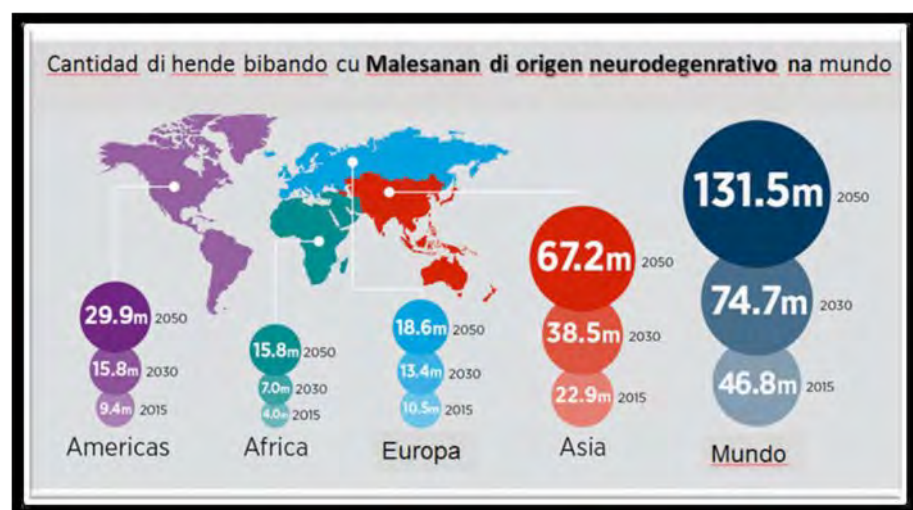 Cantidad di hende bibando cu Malesanan di origen neurodegenrativo na mundo
131.5m 2050
67.2m 2050
29.9m 2050
15.8m 2050
18.6m 2050
38.5m 2030
74.7m 2030
15.8m 2030
7.0m 2030
13.4m 2030
9.4m 2015
4.0m 2015
10.5m 2015
22.9m 2015
46.8m 2015
Americas
Africa
Europa
Asia
Mundo